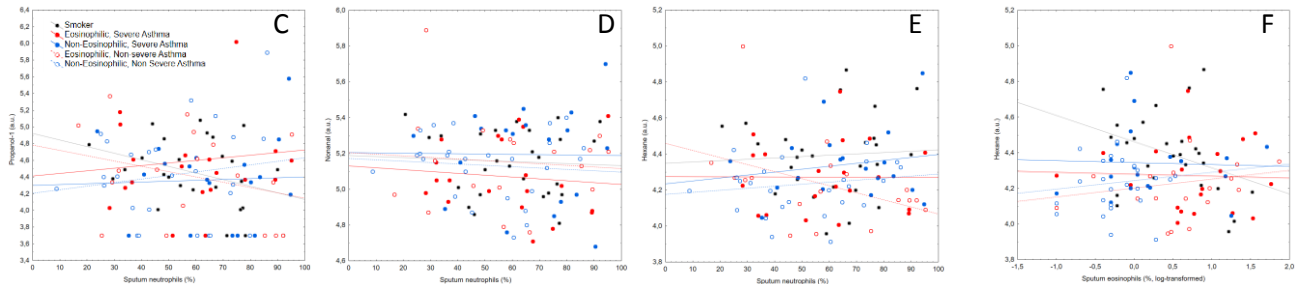 C
Smoker
Eosinophilic, Severe Asthma
Non-Eosinophilic, Severe Asthma
Eosinophilic, Non-severe Asthma
Non-Eosinophilic, Non Severe Asthma
Propanol-1 (a.u.)
6,4
6,2
6,0
5,8
5,6
5,4
5,2
5,0
4,8
4,6
4,4
4,2
4,0
3,8
3,6
3,4
0 10 20 30 40 50 60 70 80 90 100
Sputum neutrophils (%)
D
Nonanal (a.u.)
6,0
5,8
5,6
5,4
5,2
5,0
4,8
4,6
0 10 20 30 40 50 60 70 80 90 100
Sputum neutrophils (%)
E
Hexane (a.u.)
5,2
5,0
4,8
4,6
4,4
4,2
4,0
3,8
0 10 20 30 40 50 60 70 80 90 100
Sputum neutrophils (%)
F
Hexane (a.u.)
5,2
5,0
4,8
4,6
4,4
4,2
4,0
3,8
-1,5 -1,0 -0,5 0,0 0,5 1,0 1,5 2,0
Sputum eosinophils (%, log-transformed)